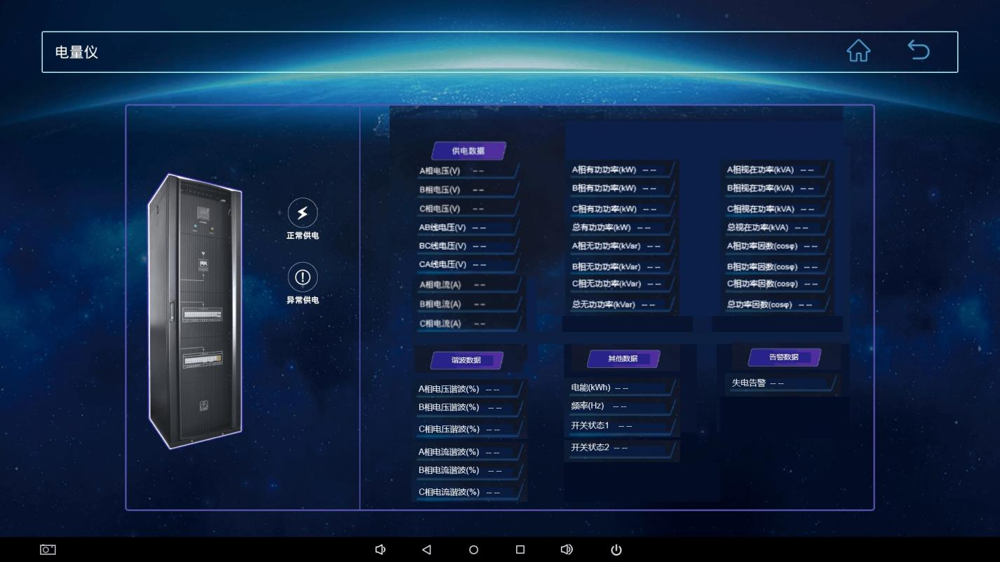 电量仪
正常供电
异常供电
供电数据
A相电压(V) -- --
B相电压(V) -- --
C相电压(V) -- --
AB线电压(V) -- --
BC线电压(V) -- --
CA线电压(V) -- --
A相电流(A) -- --
B相电流(A) -- --
C相电流(A) -- --
A相有功功率(kW) -- --
B相有功功率(kW) -- --
C相有功功率(kW) -- --
总有功功率(kW) -- --
A相无功功率(kVar) -- --
B相无功功率(kVar) -- --
C相无功功率(kVar) -- --
总无功功率(kVar) -- --
A相视在功率(kVA) -- --
B相视在功率(kVA) -- --
C相视在功率(kVA) -- --
总视在功率(kVA) -- --
A相功率因数(cosφ) -- --
B相功率因数(cosφ) -- --
C相功率因数(cosφ) -- --
总功率因数(cosφ) -- --
谐波数据
A相电压谐波(%) -- --
B相电压谐波(%) -- --
C相电压谐波(%) -- --
A相电流谐波(%) -- --
B相电流谐波(%) -- --
C相电流谐波(%) -- --
其他数据
电能(kWh) -- --
频率(Hz) -- --
开关状态1 -- --
开关状态2 -- --
告警数据
失电告警 -- --